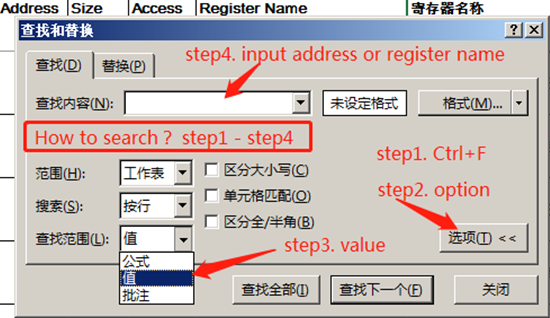 Address Size Access Register Name 寄存器名称
查找和替换
查找(D) 替换(P)
step4. input address or register name
查找内容(N): 未设定格式 格式(M)...
How to search ? step1 - step4
step1. Ctrl+F
范围(H): 工作表 区分大小写(C)
step2. option
搜索(S): 按行 单元格匹配(O)
区分全/半角(B)
查找范围(L): 值 选项(T) <<
step3. value
公式
值
批注
查找全部(I) 查找下一个(F) 关闭